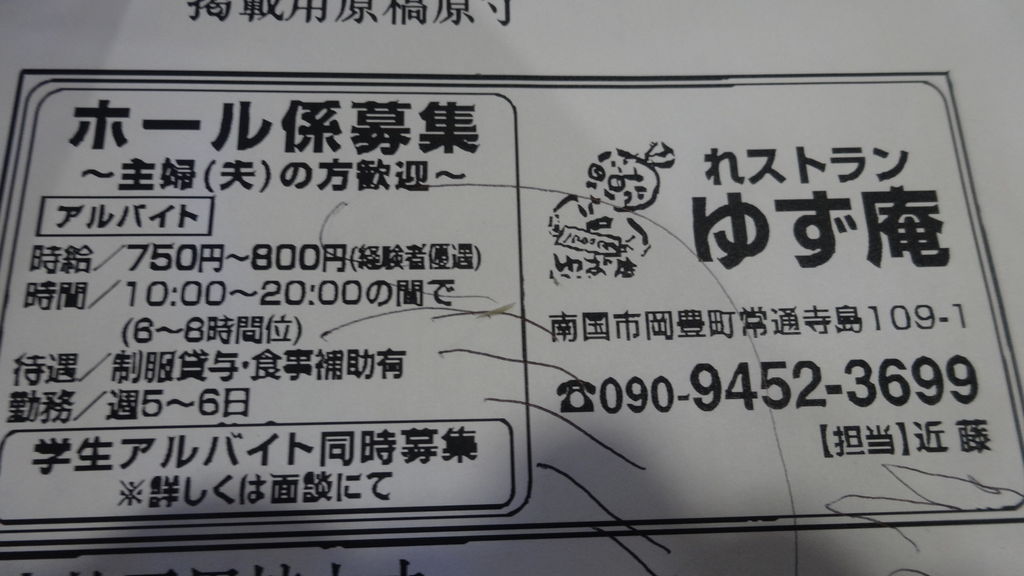 掲載用原稿原寸
ホール係募集
～主婦(夫)の方歓迎～
アルバイト
時給／750円～800円(経験者優遇)
時間／10:00～20:00の間で
(6～8時間位)
待遇／制服貸与・食事補助有
勤務／週5～6日
学生アルバイト同時募集
※詳しくは面談にて
れストラン
ゆず庵
南国市岡豊町常通寺島109-1
☎090-9452-3699
【担当】近藤